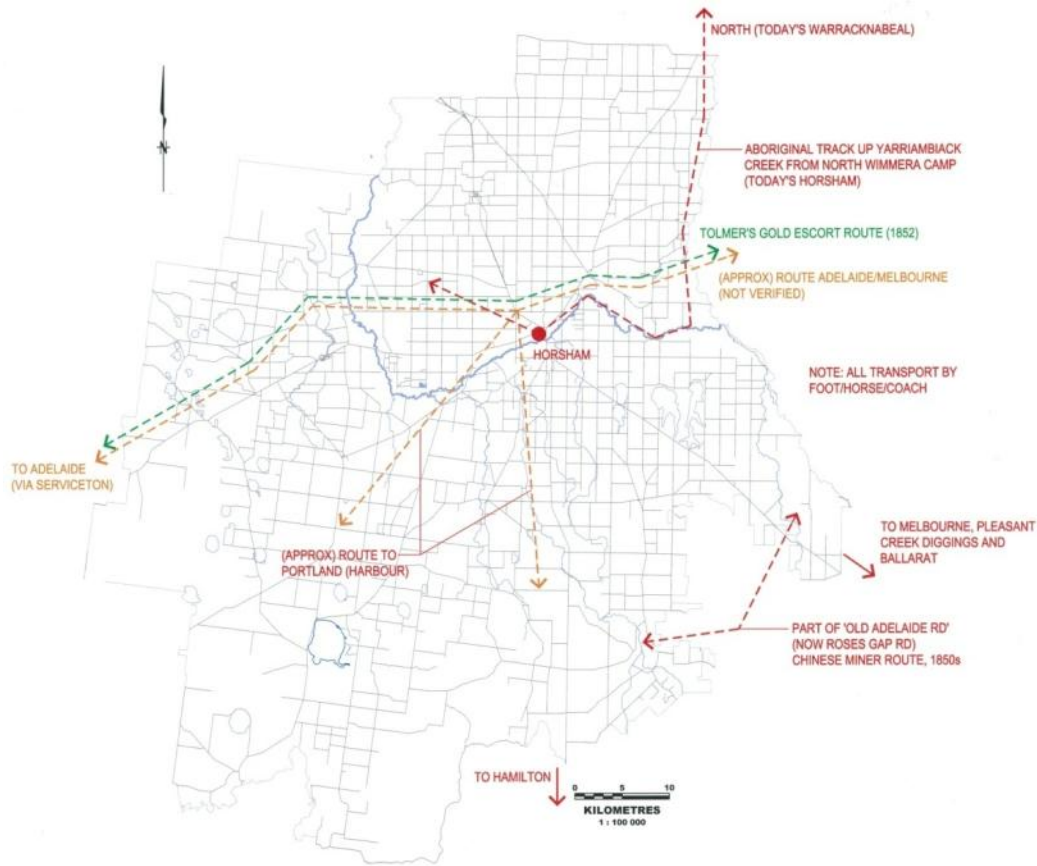 NORTH (TODAY'S WARRACKNABEAL)
N
ABORIGINAL TRACK UP YARRIAMBIACK
CREEK FROM NORTH WIMMERA CAMP
(TODAY'S HORSHAM)
TOLMER'S GOLD ESCORT ROUTE (1852)
(APPROX) ROUTE ADELAIDE/MELBOURNE
(NOT VERIFIED)
HORSHAM
NOTE: ALL TRANSPORT BY
FOOT/HORSE/COACH
TO ADELAIDE
(VIA SERVICETON)
(APPROX) ROUTE TO
PORTLAND (HARBOUR)
TO MELBOURNE, PLEASANT
CREEK DIGGINGS AND
BALLARAT
PART OF 'OLD ADELAIDE RD'
(NOW ROSES GAP RD)
CHINESE MINER ROUTE, 1850s
TO HAMILTON
0 5 10
KILOMETRES
1 : 100 000